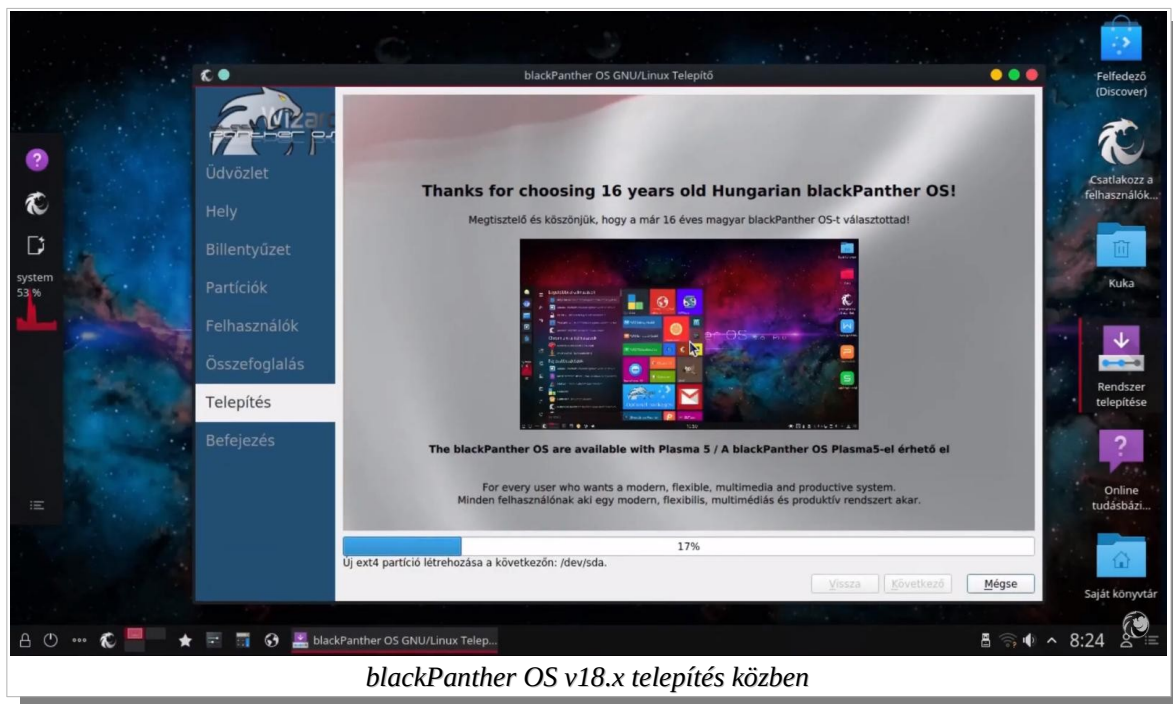 blackPanther OS GNU/Linux Telepítő
Felfedező
(Discover)
Wizar
Panther os
Üdvözlet
Hely
Billentyűzet
Partíciók
Felhasználók
Összefoglalás
Telepítés
Befejezés
system
53 %
Thanks for choosing 16 years old Hungarian blackPanther OS!
Megtisztelő és köszönjük, hogy a már 16 éves magyar blackPanther OS-t választottad!
The blackPanther OS are available with Plasma 5 / A blackPanther OS Plasma5-el érhető el
For every user who wants a modern, flexible, multimedia and productive system.
Minden felhasználónak aki egy modern, flexibilis, multimédiás és produktív rendszert akar.
17%
Új ext4 partíció létrehozása a következőn: /dev/sda.
Vissza
Következő
Mégse
Csatlakozz a
felhasználók...
Kuka
Rendszer
telepítése
Online
tudásbázi...
Saját könyvtár
blackPanther OS GNU/Linux Telep...
8:24
blackPanther OS v18.x telepítés közben